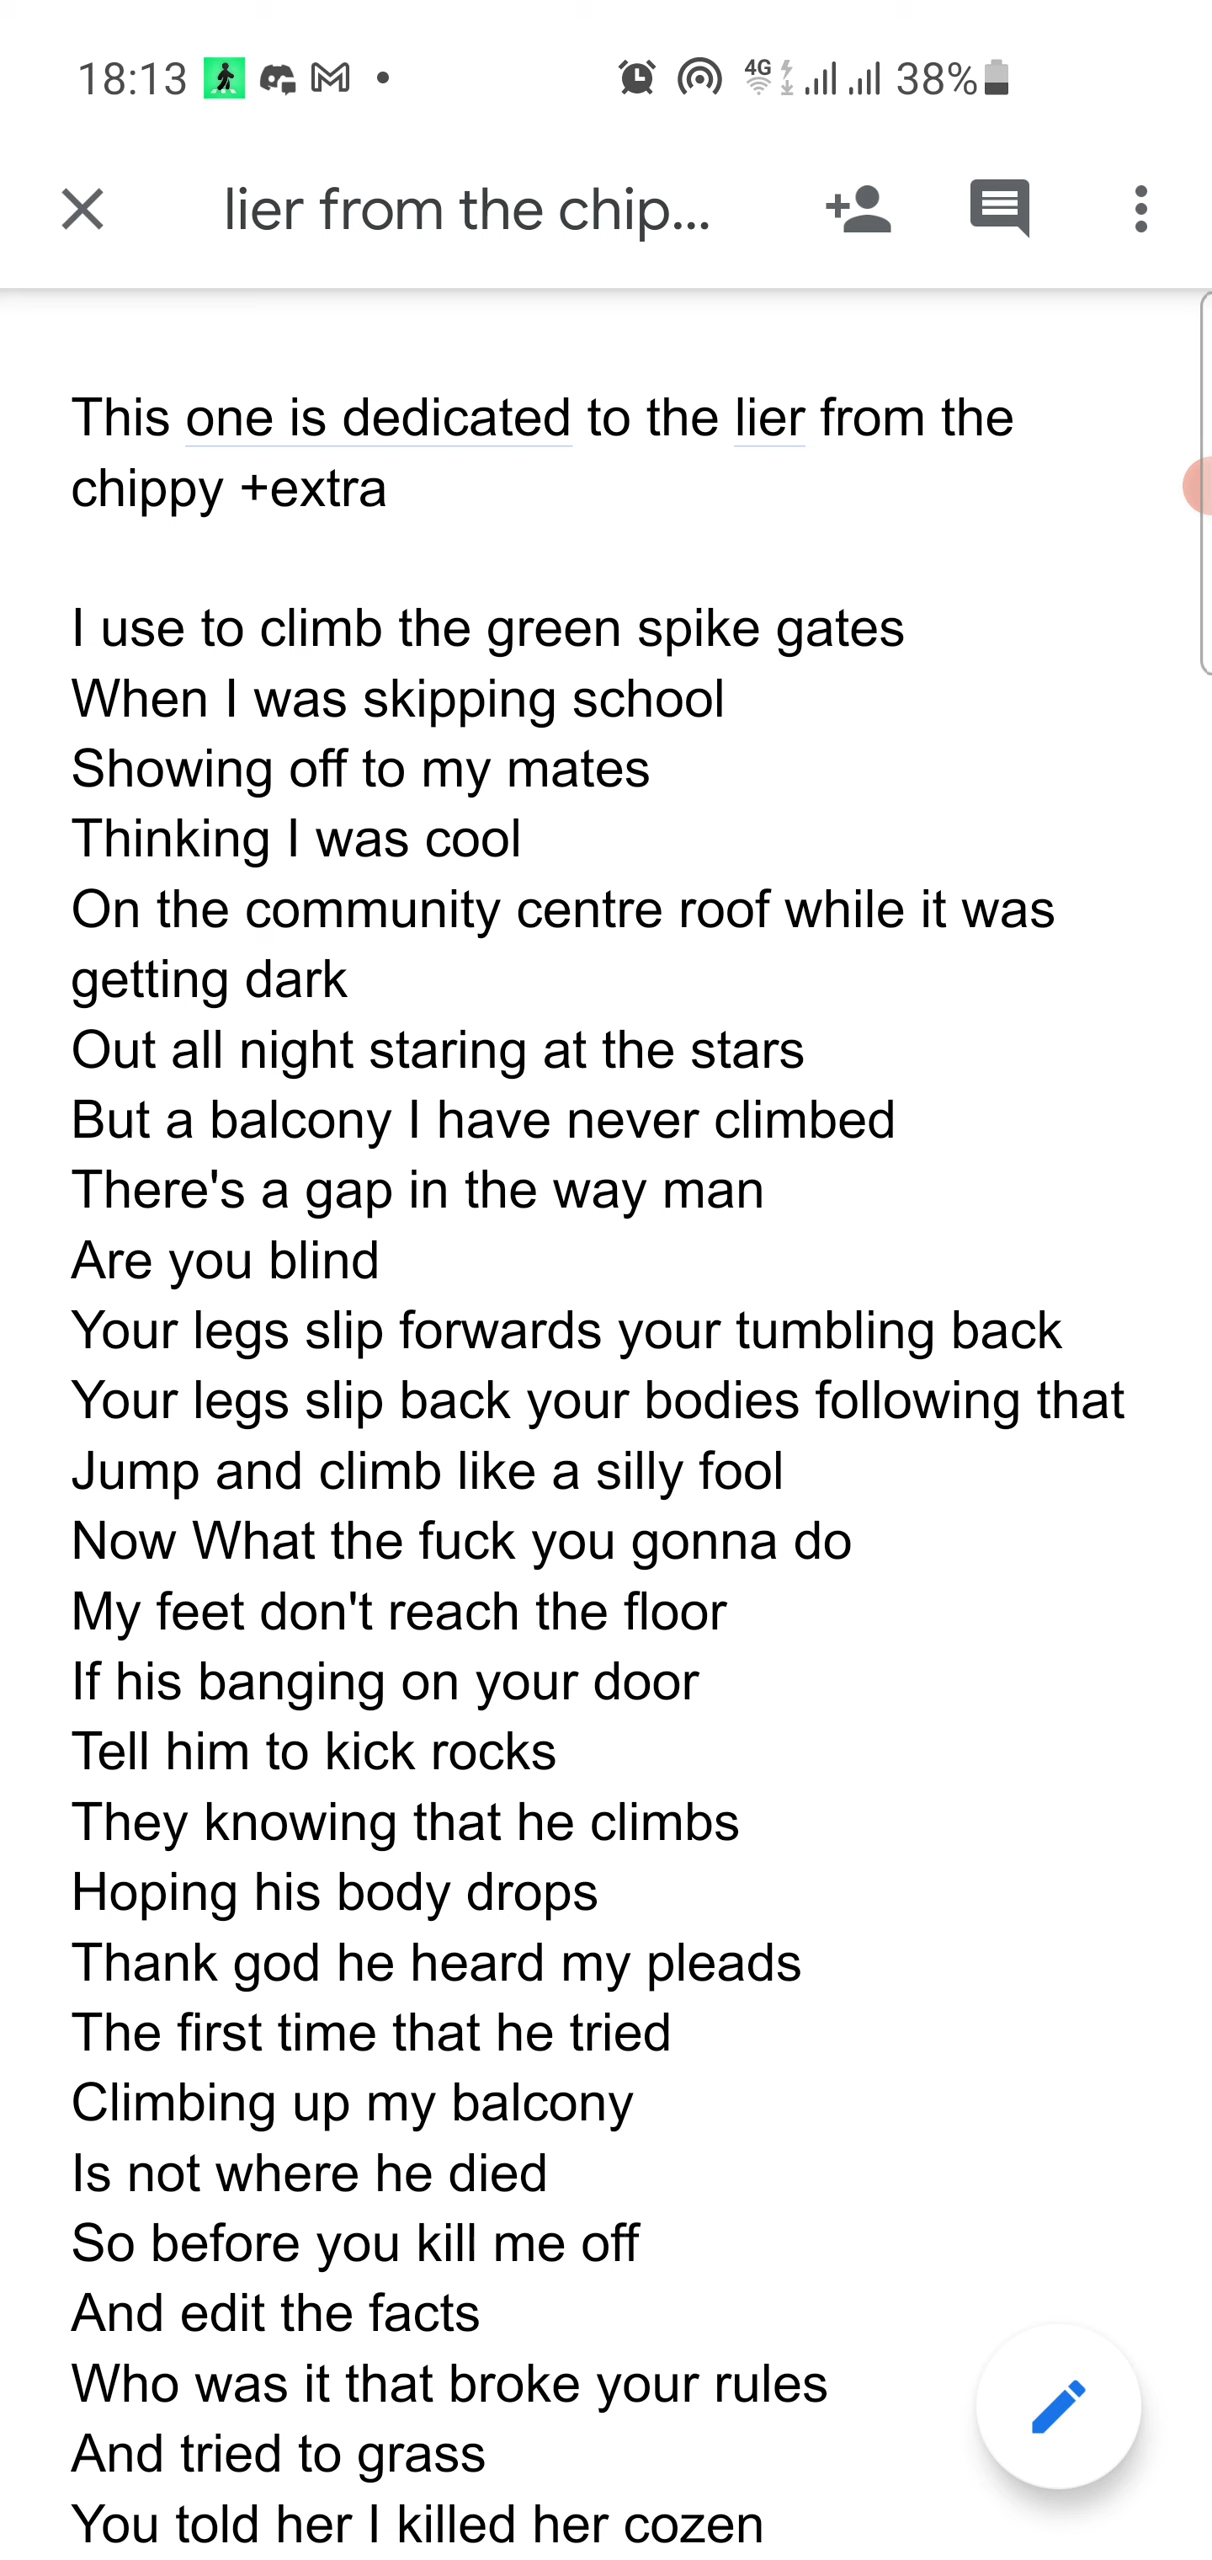 18:13 4G 38%
lier from the chip...
This one is dedicated to the lier from the
chippy +extra
I use to climb the green spike gates
When I was skipping school
Showing off to my mates
Thinking I was cool
On the community centre roof while it was
getting dark
Out all night staring at the stars
But a balcony I have never climbed
There's a gap in the way man
Are you blind
Your legs slip forwards your tumbling back
Your legs slip back your bodies following that
Jump and climb like a silly fool
Now What the fuck you gonna do
My feet don't reach the floor
If his banging on your door
Tell him to kick rocks
They knowing that he climbs
Hoping his body drops
Thank god he heard my pleads
The first time that he tried
Climbing up my balcony
Is not where he died
So before you kill me off
And edit the facts
Who was it that broke your rules
And tried to grass
You told her I killed her cozen